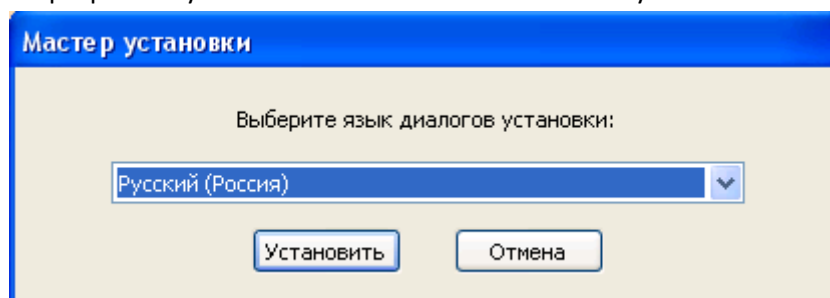 Мастер установки
Выберите язык диалогов установки:
Русский (Россия)
Установить
Отмена